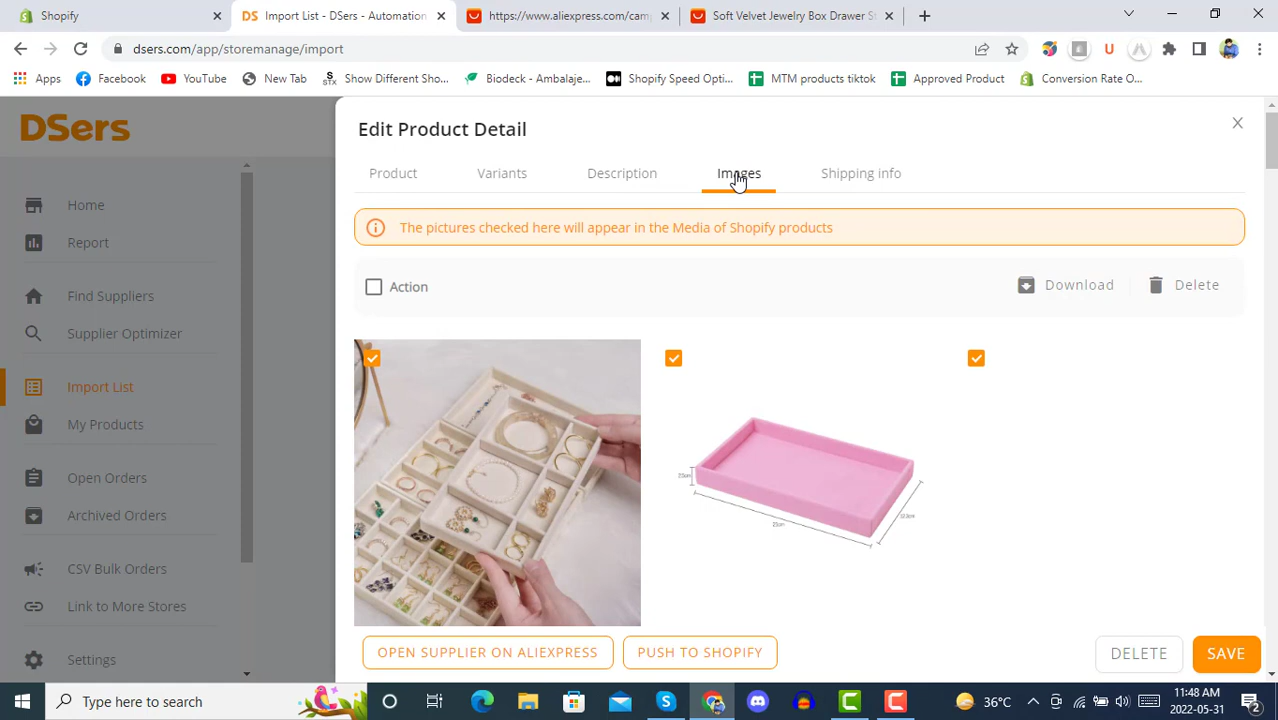 Shopify
Import List - DSers - Automation
https://www.aliexpress.com/cam
Soft Velvet Jewelry Box Drawer St
dsers.com/app/storemanage/import
Apps
Facebook
YouTube
New Tab
STX
Show Different Sho...
Biodeck - Ambalaje...
Shopify Speed Opti...
MTM products tiktok
Approved Product
Conversion Rate O...
DSers
Home
Report
Find Suppliers
Supplier Optimizer
Import List
My Products
Open Orders
Archived Orders
CSV Bulk Orders
Link to More Stores
Settings
Edit Product Detail
Product
Variants
Description
Images
Shipping info
The pictures checked here will appear in the Media of Shopify products
Action
Download
Delete
25cm
OPEN SUPPLIER ON ALIEXPRESS
PUSH TO SHOPIFY
DELETE
SAVE
Type here to search
36°C
11:48 AM
2022-05-31
2